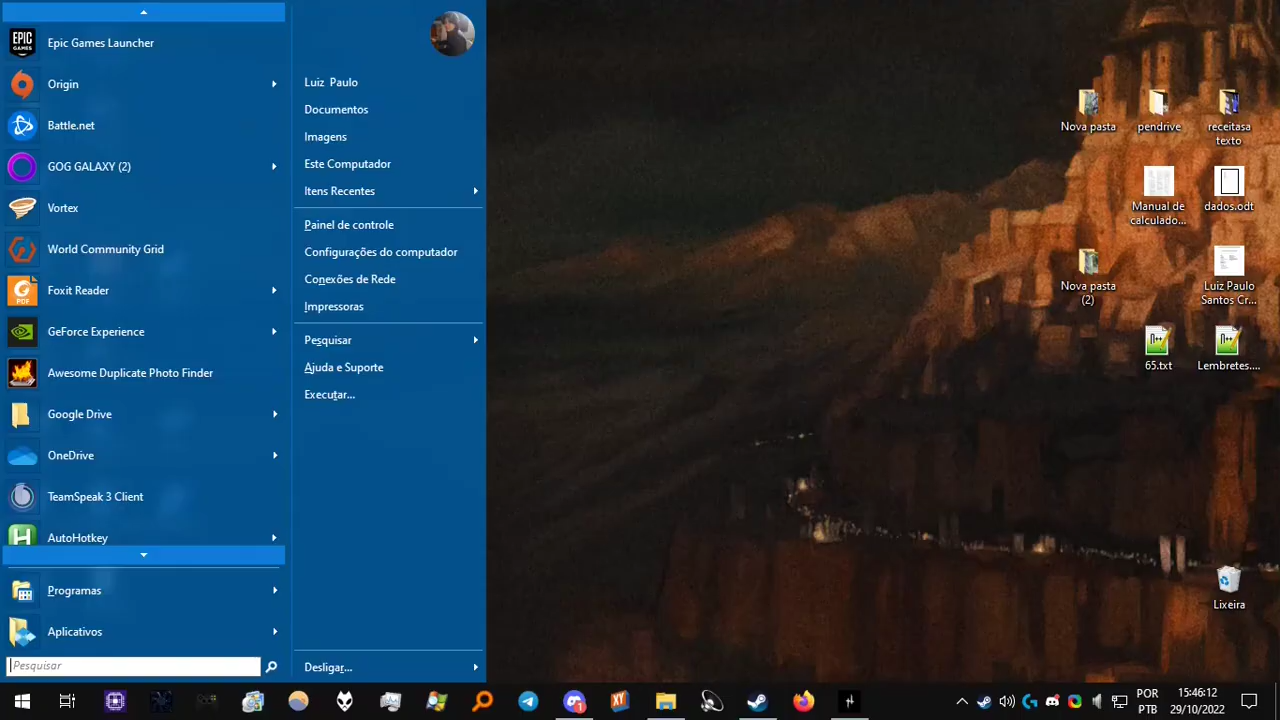 Epic Games Launcher
Origin
Battle.net
GOG GALAXY (2)
Vortex
World Community Grid
Foxit Reader
GeForce Experience
Awesome Duplicate Photo Finder
Google Drive
OneDrive
TeamSpeak 3 Client
AutoHotkey
Programas
Aplicativos
Pesquisar
Luiz Paulo
Documentos
Imagens
Este Computador
Itens Recentes
Painel de controle
Configurações do computador
Conexões de Rede
Impressoras
Pesquisar
Ajuda e Suporte
Executar...
Desligar...
Nova pasta
pendrive
receitasa
texto
Manual de
calculado...
dados.odt
Nova pasta
(2)
Luiz Paulo
Santos Cr...
65.txt
Lembretes....
Lixeira
POR
PTB
15:46:12
29/10/2022